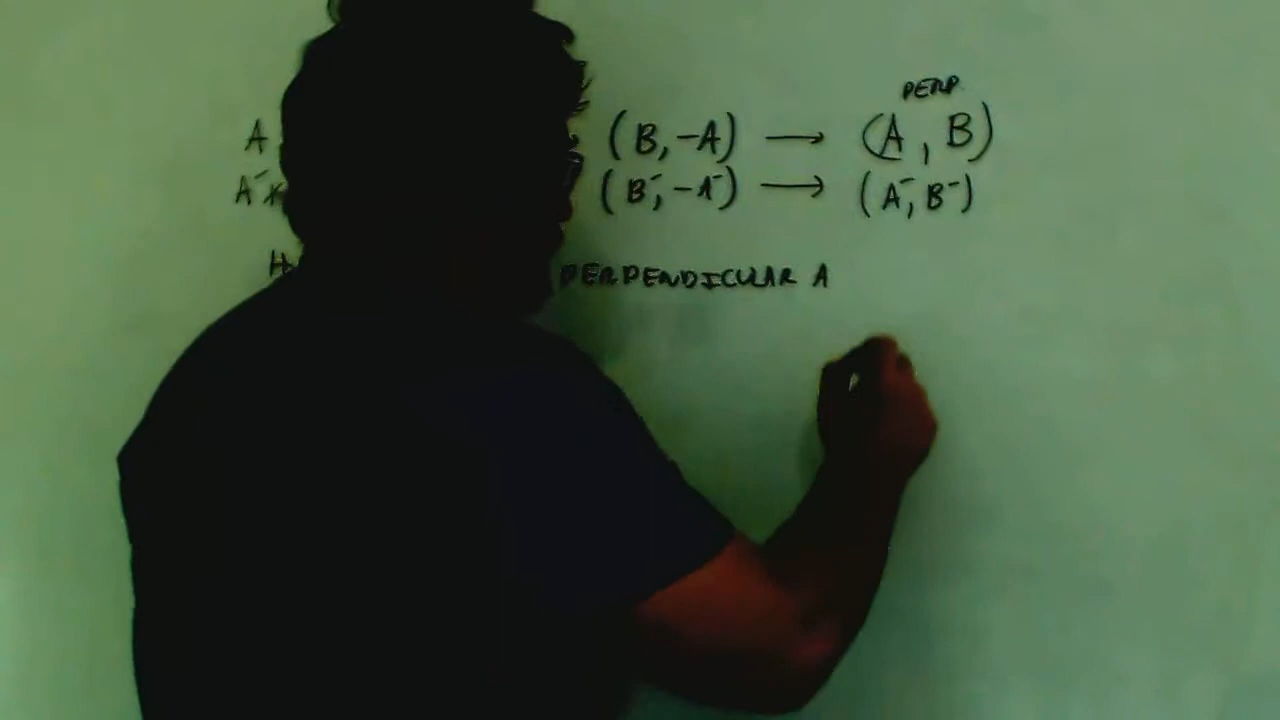 PERP
A (B, -A) → (A, B)
A⁻x (B⁻, -A⁻) → (A⁻, B⁻)
PERPENDICULAR A